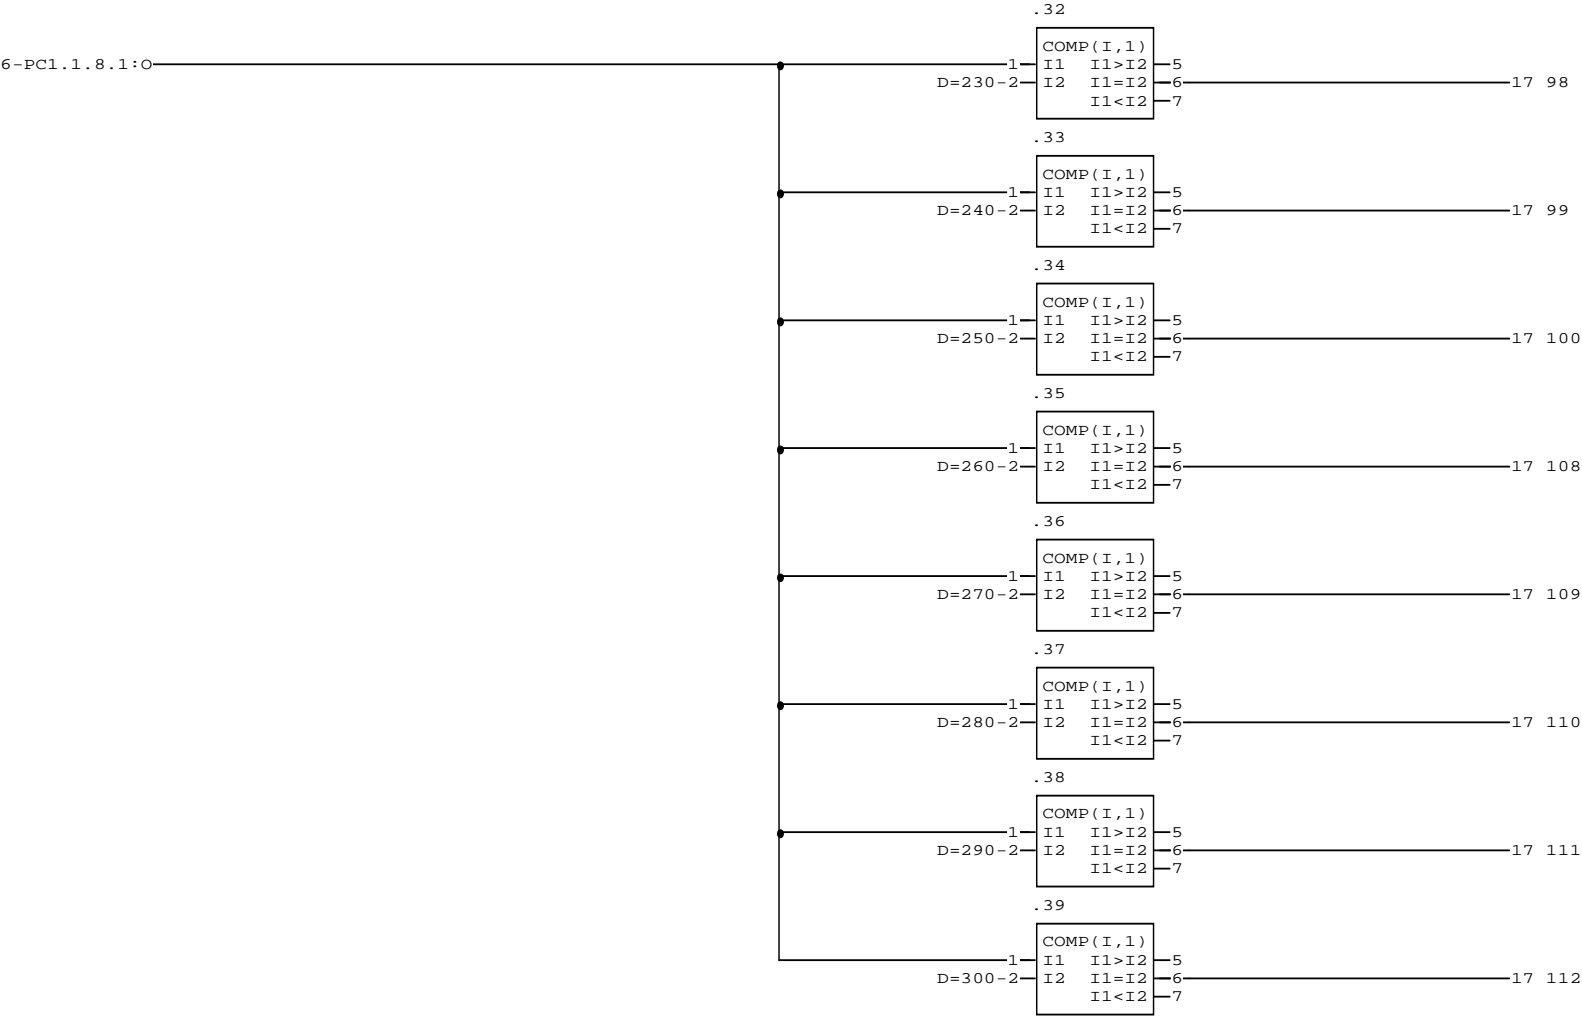 .32
COMP(I,1)
6-PC1.1.8.1:O 1 I1 I1>I2 5
D=230-2 I2 I1=I2 6 17 98
I1<I2 7
.33
COMP(I,1)
1 I1 I1>I2 5
D=240-2 I2 I1=I2 6 17 99
I1<I2 7
.34
COMP(I,1)
1 I1 I1>I2 5
D=250-2 I2 I1=I2 6 17 100
I1<I2 7
.35
COMP(I,1)
1 I1 I1>I2 5
D=260-2 I2 I1=I2 6 17 108
I1<I2 7
.36
COMP(I,1)
1 I1 I1>I2 5
D=270-2 I2 I1=I2 6 17 109
I1<I2 7
.37
COMP(I,1)
1 I1 I1>I2 5
D=280-2 I2 I1=I2 6 17 110
I1<I2 7
.38
COMP(I,1)
1 I1 I1>I2 5
D=290-2 I2 I1=I2 6 17 111
I1<I2 7
.39
COMP(I,1)
1 I1 I1>I2 5
D=300-2 I2 I1=I2 6 17 112
I1<I2 7